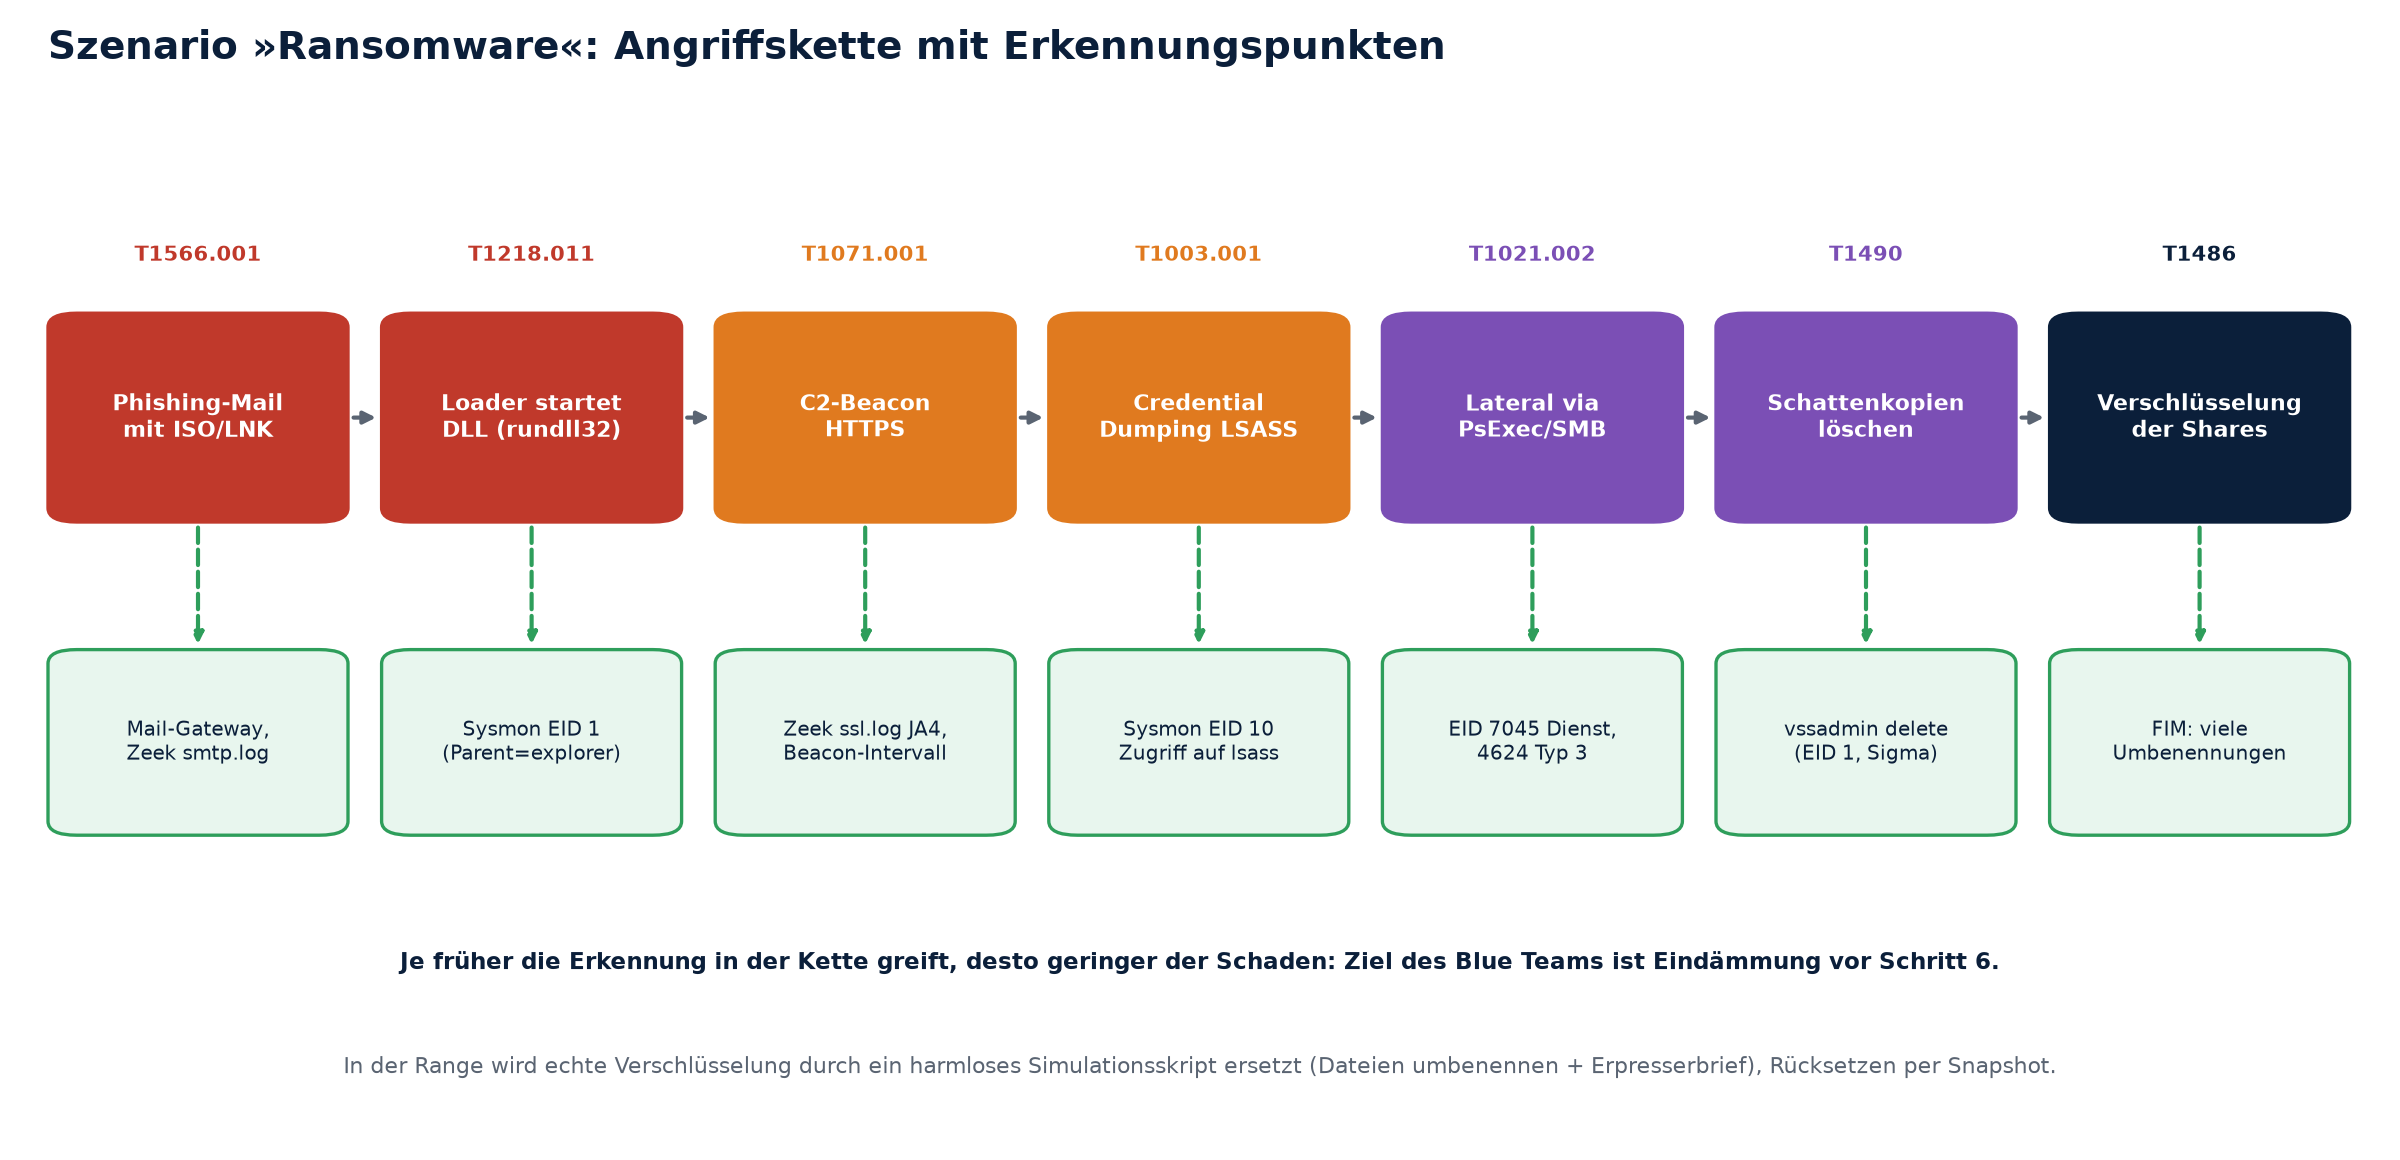 Szenario »Ransomware«: Angriffskette mit Erkennungspunkten
T1566.001
T1218.011
T1071.001
T1003.001
T1021.002
T1490
T1486
Phishing-Mail
mit ISO/LNK
Loader startet
DLL (rundll32)
C2-Beacon
HTTPS
Credential
Dumping LSASS
Lateral via
PsExec/SMB
Schattenkopien
löschen
Verschlüsselung
der Shares
Mail-Gateway,
Zeek smtp.log
Sysmon EID 1
(Parent=explorer)
Zeek ssl.log JA4,
Beacon-Intervall
Sysmon EID 10
Zugriff auf lsass
EID 7045 Dienst,
4624 Typ 3
vssadmin delete
(EID 1, Sigma)
FIM: viele
Umbenennungen
Je früher die Erkennung in der Kette greift, desto geringer der Schaden: Ziel des Blue Teams ist Eindämmung vor Schritt 6.
In der Range wird echte Verschlüsselung durch ein harmloses Simulationsskript ersetzt (Dateien umbenennen + Erpresserbrief), Rücksetzen per Snapshot.